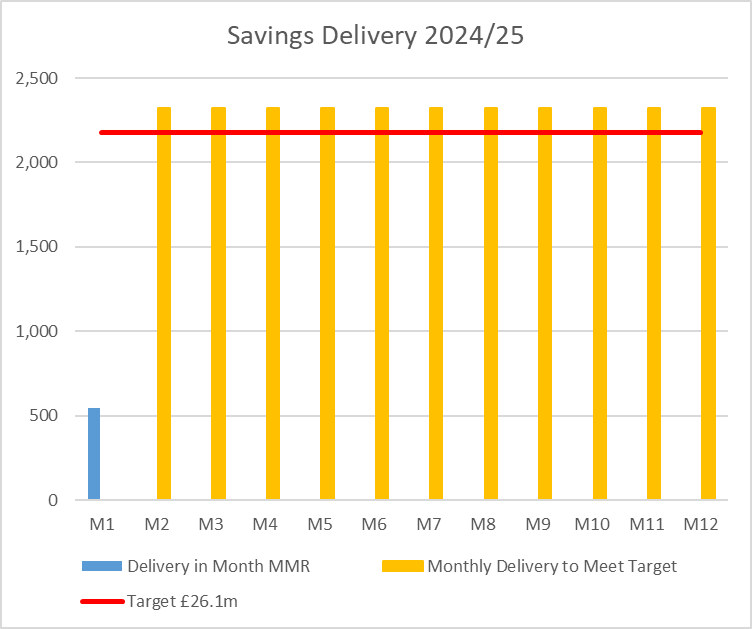 Savings Delivery 2024/25
2,500
2,000
1,500
1,000
500
0
M1 M2 M3 M4 M5 M6 M7 M8 M9 M10 M11 M12
Delivery in Month MMR Monthly Delivery to Meet Target
Target £26.1m